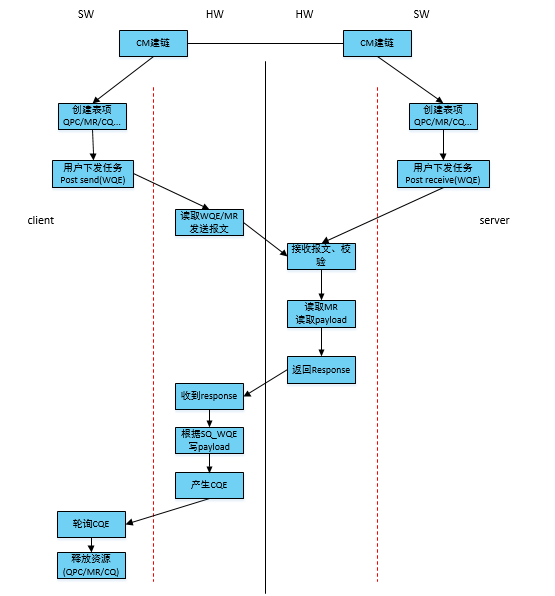 SW
HW
HW
SW
CM建链
CM建链
创建表项
QPC/MR/CQ...
创建表项
QPC/MR/CQ...
用户下发任务
Post send(WQE)
用户下发任务
Post receive(WQE)
client
读取WQE/MR
发送报文
server
接收报文、校
验
读取MR
读取payload
返回Response
收到response
根据SQ_WQE
写payload
产生CQE
轮询CQE
释放资源
(QPC/MR/CQ)